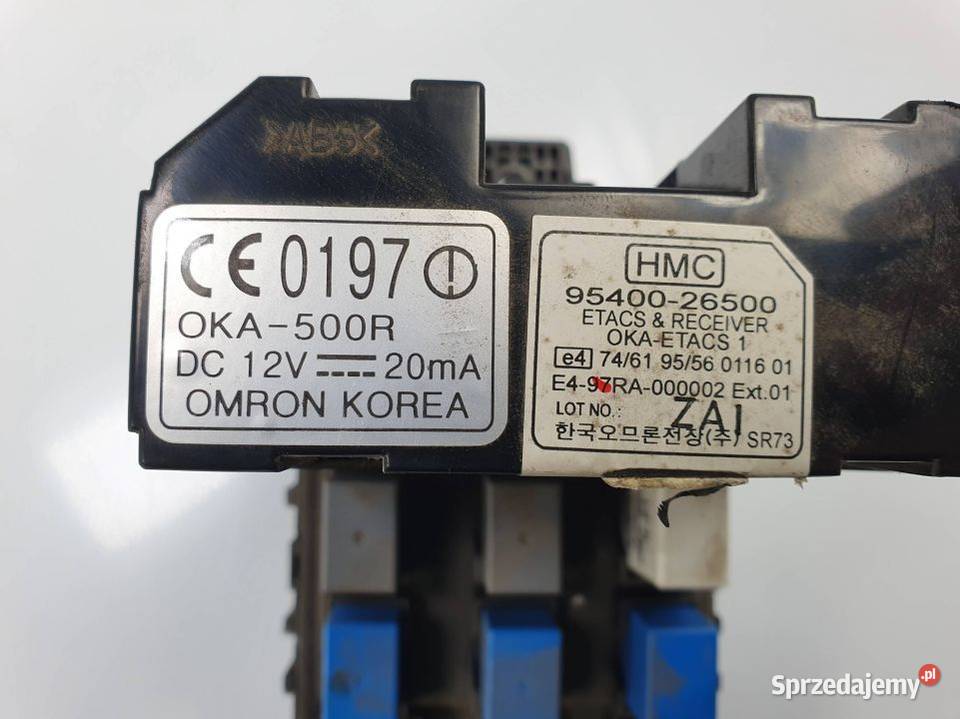 >ABS<
CE 0197
OKA-500R
DC 12V 20mA
OMRON KOREA
HMC
95400-26500
ETACS & RECEIVER
OKA-ETACS 1
e4 74/61 95/56 0116 01
E4-97RA-000002 Ext.01
LOT NO.: ZA1
한국오므론전장(주) SR73
Sprzedajemy.pl